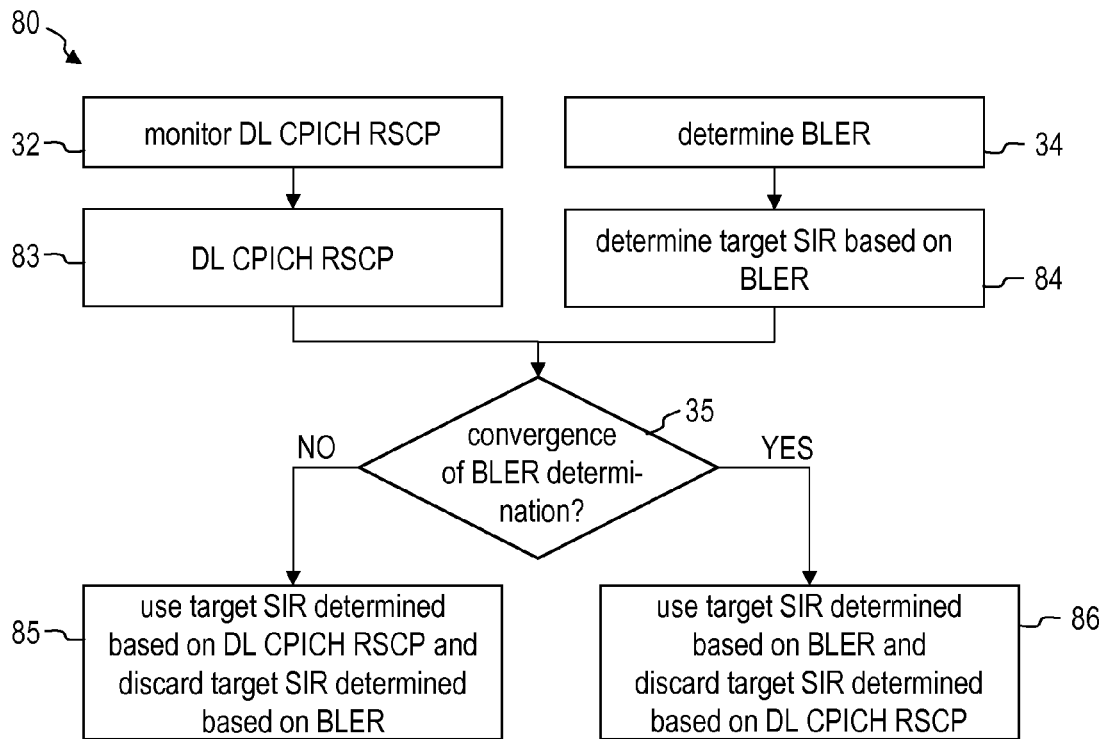 80
monitor DL CPICH RSCP
32
determine BLER
34
DL CPICH RSCP
83
determine target SIR based on
BLER
84
35
convergence
of BLER determi-
nation?
NO
YES
use target SIR determined
based on DL CPICH RSCP and
discard target SIR determined
based on BLER
85
use target SIR determined
based on BLER and
discard target SIR determined
based on DL CPICH RSCP
86